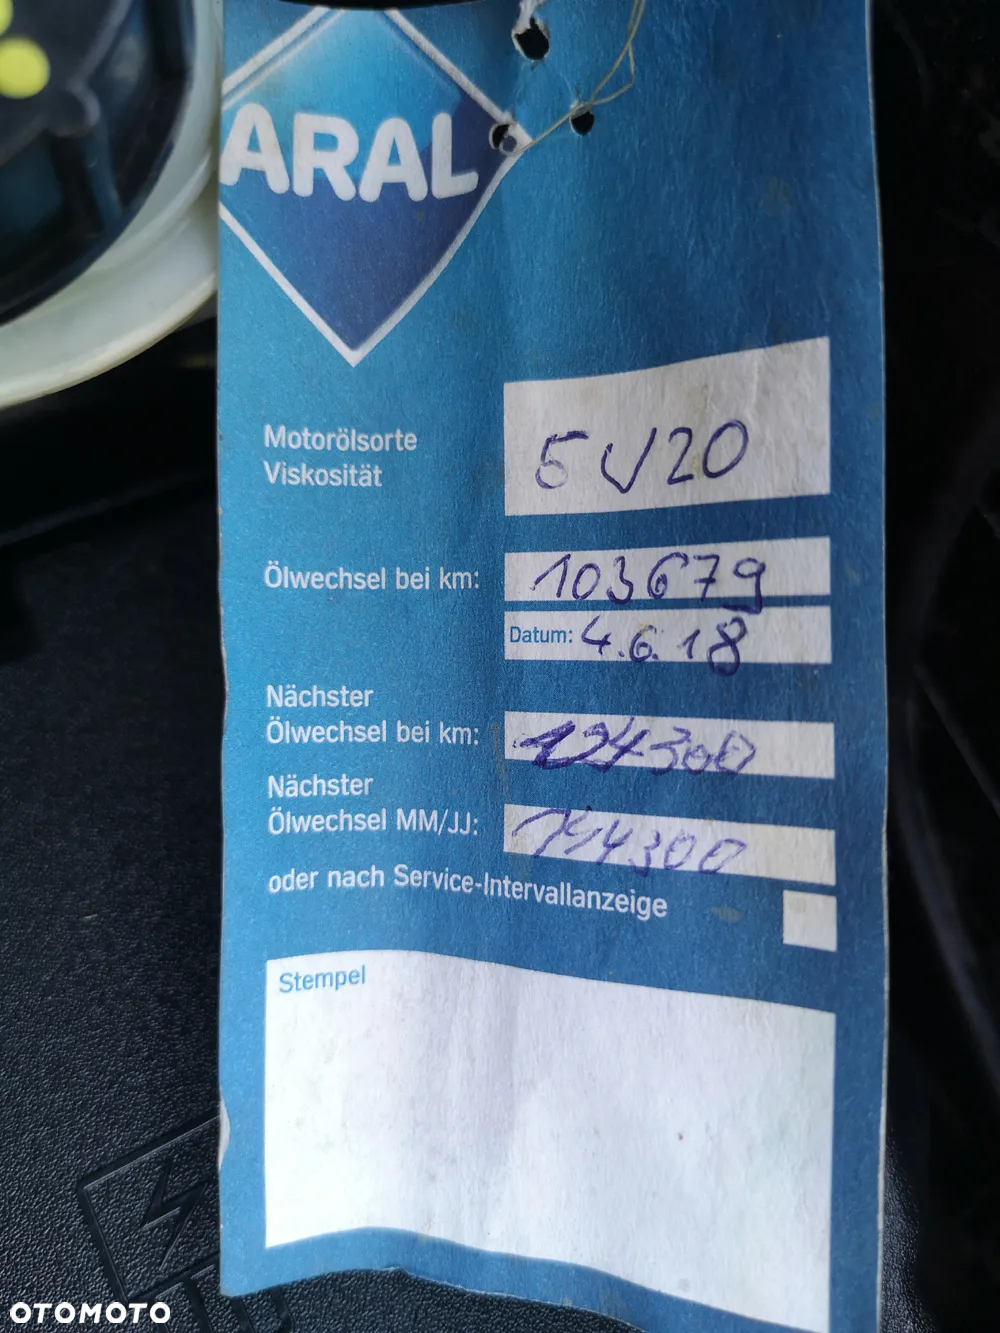 ARAL
Motorölsorte
Viskosität
5W20
Ölwechsel bei km:
103679
Datum: 4.6.18
Nächster
Ölwechsel bei km:
124300
Nächster
Ölwechsel MM/JJ:
144300
oder nach Service-Intervallanzeige
Stempel
OTOMOTO